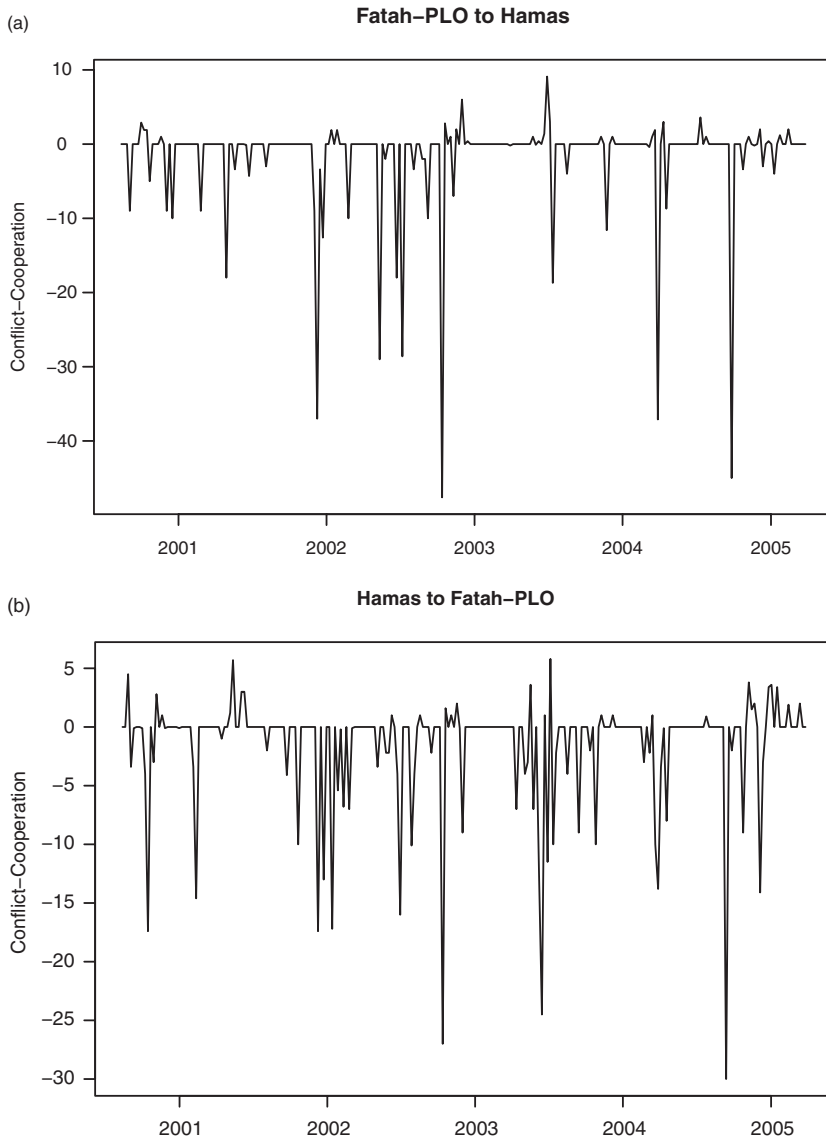 (a)
Fatah–PLO to Hamas
10
0
−10
−20
−30
−40
Conflict–Cooperation
2001 2002 2003 2004 2005
(b)
Hamas to Fatah–PLO
5
0
−5
−10
−15
−20
−25
−30
Conflict–Cooperation
2001 2002 2003 2004 2005